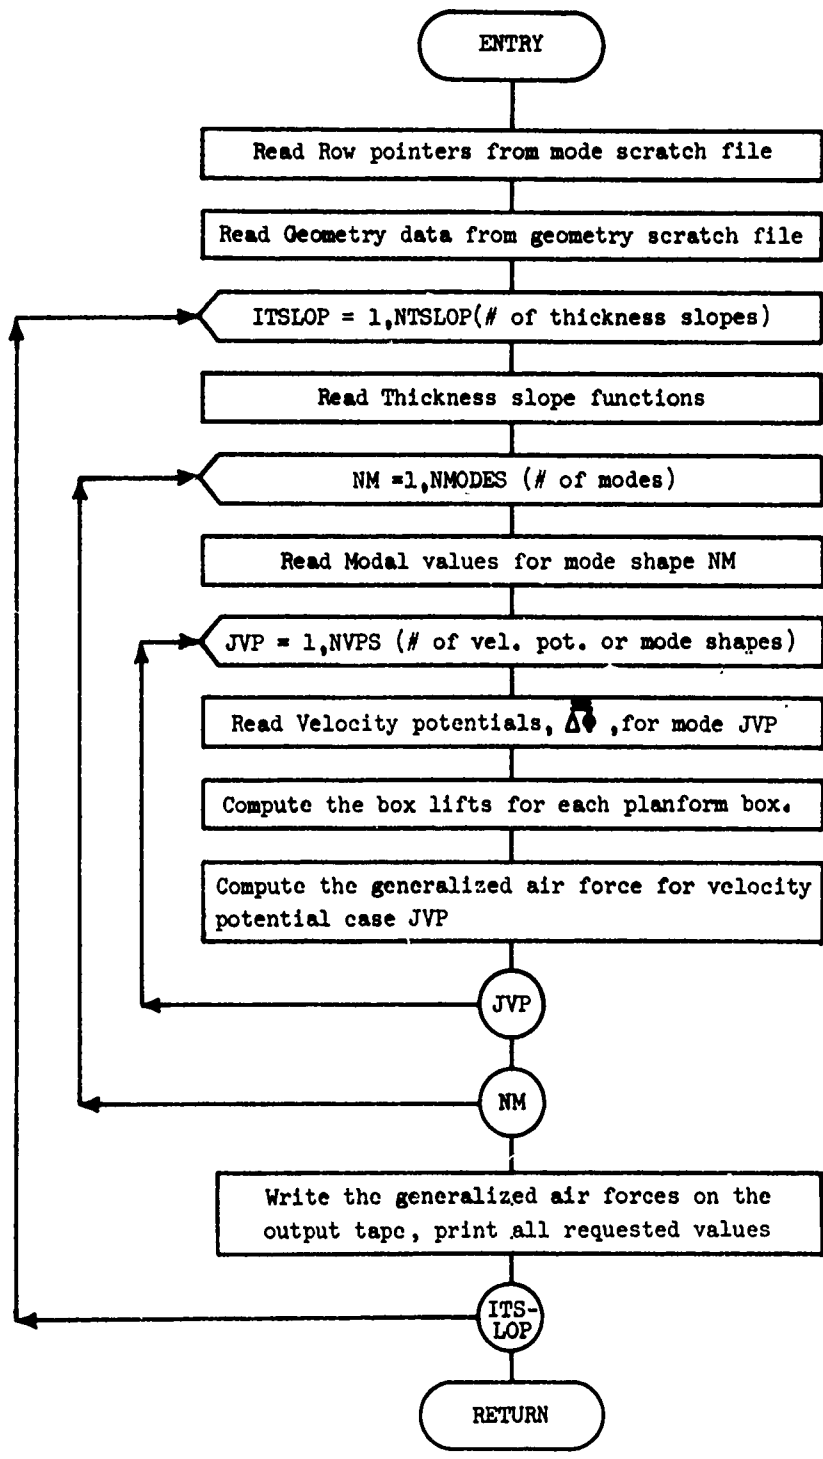 ENTRY
Read Row pointers from mode scratch file
Read Geometry data from geometry scratch file
ITSLOP = 1,NTSLOP(# of thickness slopes)
Read Thickness slope functions
NM =1,NMODES (# of modes)
Read Modal values for mode shape NM
JVP = 1,NVPS (# of vel. pot. or mode shapes)
Read Velocity potentials, , for mode JVP
Compute the box lifts for each planform box.
Compute the generalized air force for velocity
potential case JVP
JVP
NM
Write the generalized air forces on the
output tape, print all requested values
ITS-
LOP
RETURN